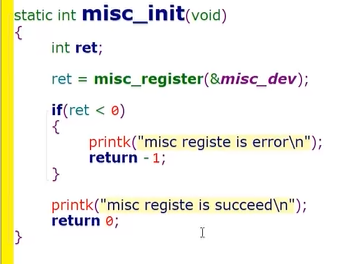 static int misc_init(void)
{
int ret;
ret = misc_register(&misc_dev);
if(ret < 0)
{
printk("misc registe is error\n");
return -1;
}
printk("misc registe is succeed\n");
return 0;
}